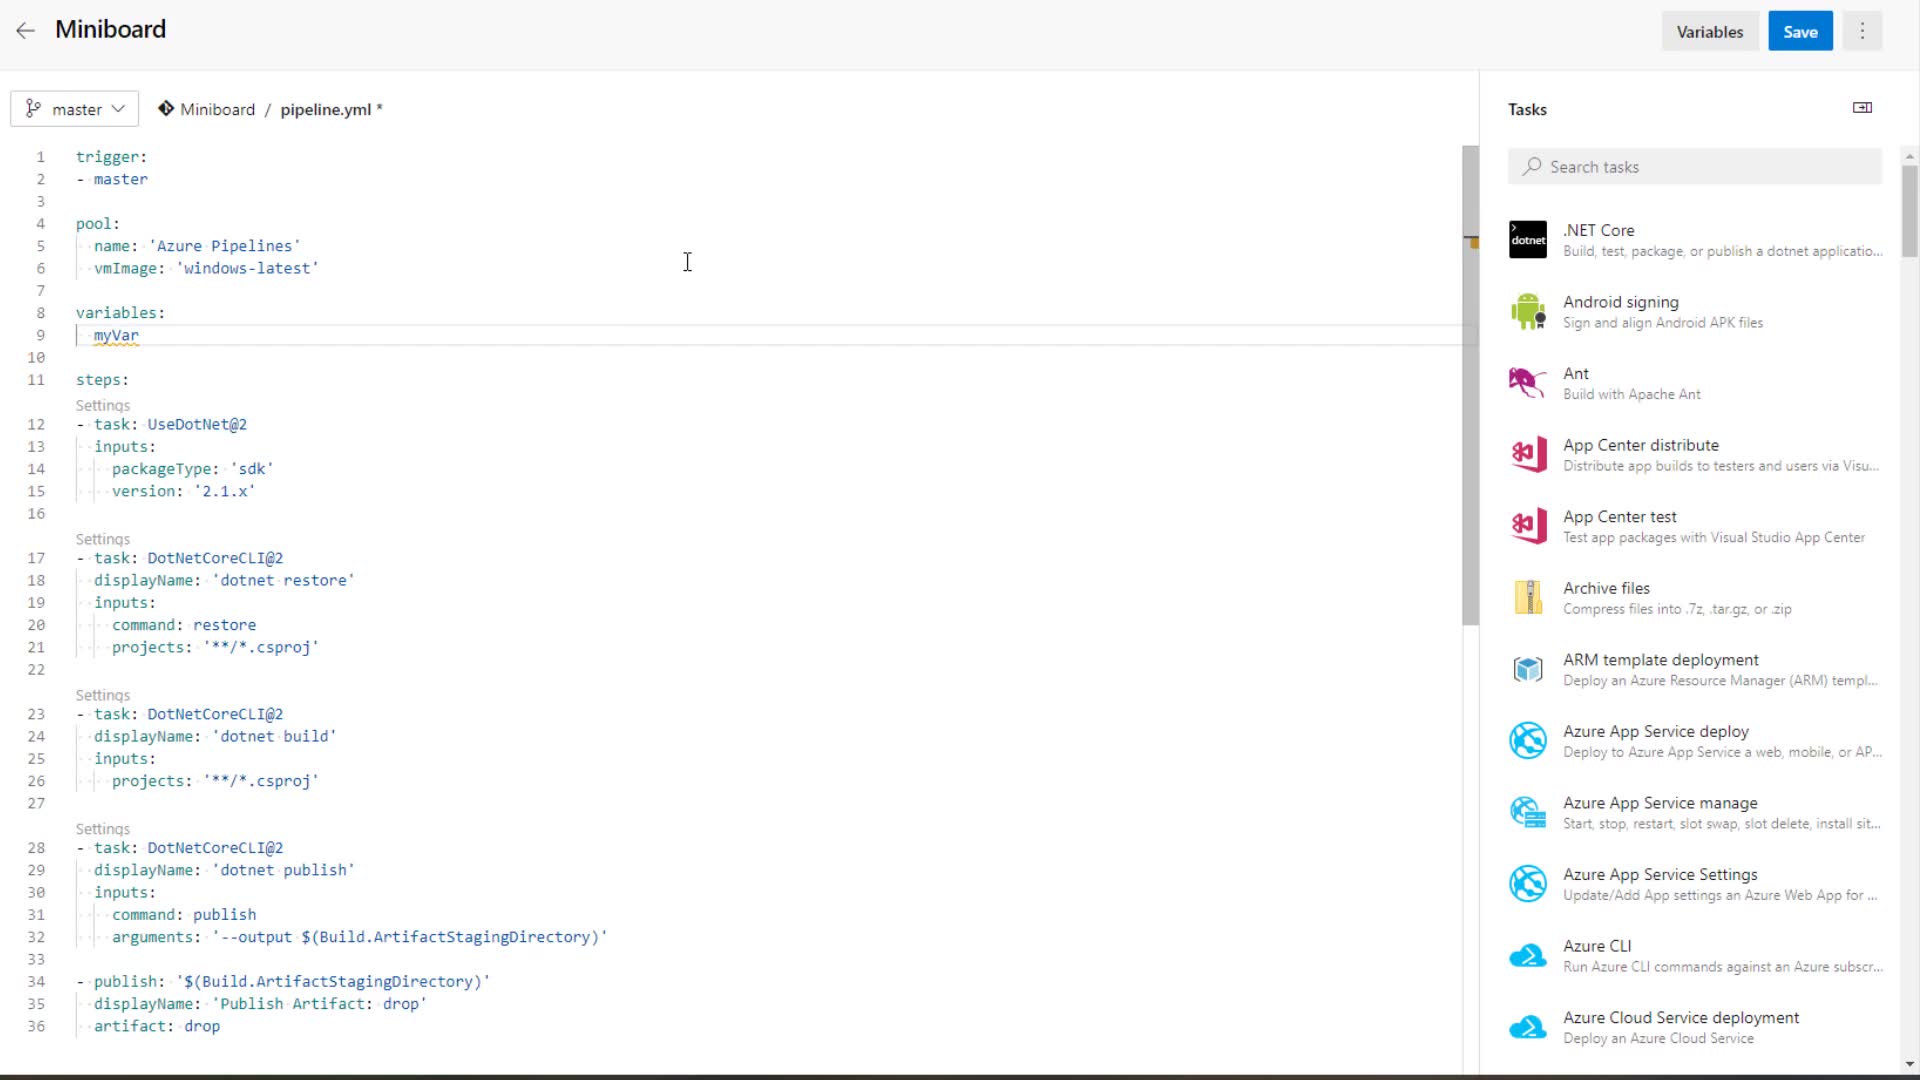 Miniboard
Variables
Save
master
Miniboard / pipeline.yml *
1 trigger:
2 - master
3
4 pool:
5 name: 'Azure Pipelines'
6 vmImage: 'windows-latest'
7
8 variables:
9 myVar
10
11 steps:
Settings
12 - task: UseDotNet@2
13 inputs:
14 packageType: 'sdk'
15 version: '2.1.x'
16
Settings
17 - task: DotNetCoreCLI@2
18 displayName: 'dotnet restore'
19 inputs:
20 command: restore
21 projects: '**/*.csproj'
22
Settings
23 - task: DotNetCoreCLI@2
24 displayName: 'dotnet build'
25 inputs:
26 projects: '**/*.csproj'
27
Settings
28 - task: DotNetCoreCLI@2
29 displayName: 'dotnet publish'
30 inputs:
31 command: publish
32 arguments: '--output $(Build.ArtifactStagingDirectory)'
33
34 - publish: '$(Build.ArtifactStagingDirectory)'
35 displayName: 'Publish Artifact: drop'
36 artifact: drop
Tasks
Search tasks
dotnet
.NET Core
Build, test, package, or publish a dotnet applicatio...
Android signing
Sign and align Android APK files
Ant
Build with Apache Ant
App Center distribute
Distribute app builds to testers and users via Visu...
App Center test
Test app packages with Visual Studio App Center
Archive files
Compress files into .7z, .tar.gz, or .zip
ARM template deployment
Deploy an Azure Resource Manager (ARM) templ...
Azure App Service deploy
Deploy to Azure App Service a web, mobile, or AP...
Azure App Service manage
Start, stop, restart, slot swap, slot delete, install sit...
Azure App Service Settings
Update/Add App settings an Azure Web App for ...
Azure CLI
Run Azure CLI commands against an Azure subscr...
Azure Cloud Service deployment
Deploy an Azure Cloud Service